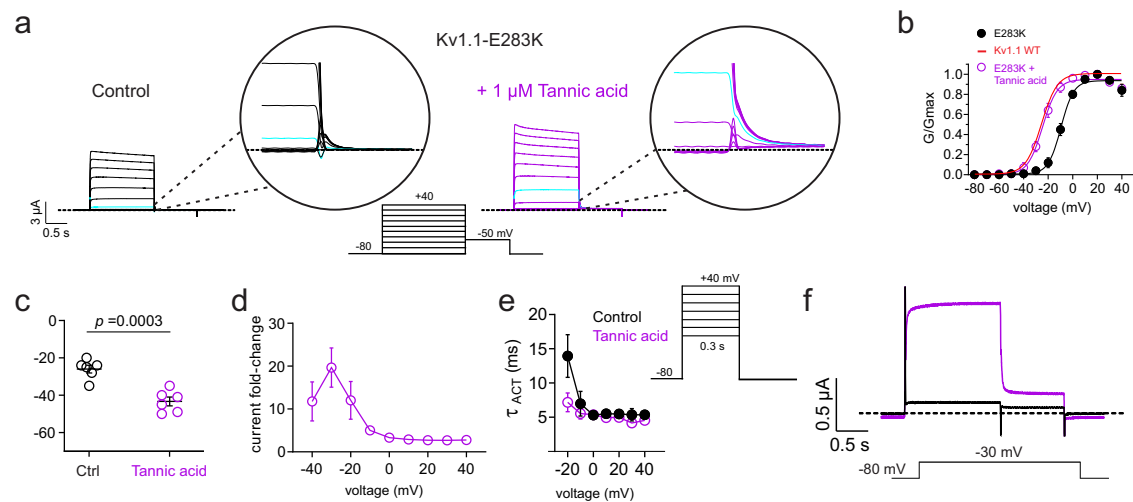 a
Kv1.1-E283K
Control
+ 1 µM Tannic acid
3 µA
0.5 s
+40
-80
-50 mV
b
E283K
Kv1.1 WT
E283K +
Tannic acid
G/Gmax
1.0
0.8
0.6
0.4
0.2
0.0
-80 -60 -40 -20 0 20 40
voltage (mV)
c
p =0.0003
0
-20
-40
-60
Ctrl Tannic acid
d
current fold-change
30
20
10
0
-40 -20 0 20 40
voltage (mV)
e
Control
Tannic acid
τ ACT (ms)
20
15
10
5
-20 0 20 40
voltage (mV)
+40 mV
0.3 s
-80
f
0.5 µA
0.5 s
-30 mV
-80 mV